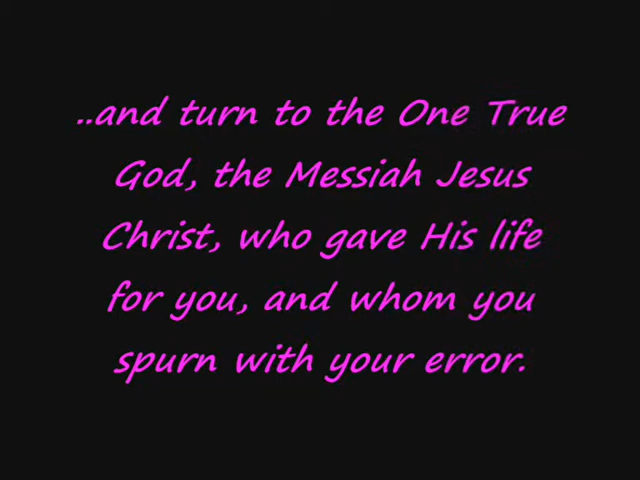 ..and turn to the One True
God, the Messiah Jesus
Christ, who gave His life
for you, and whom you
spurn with your error.